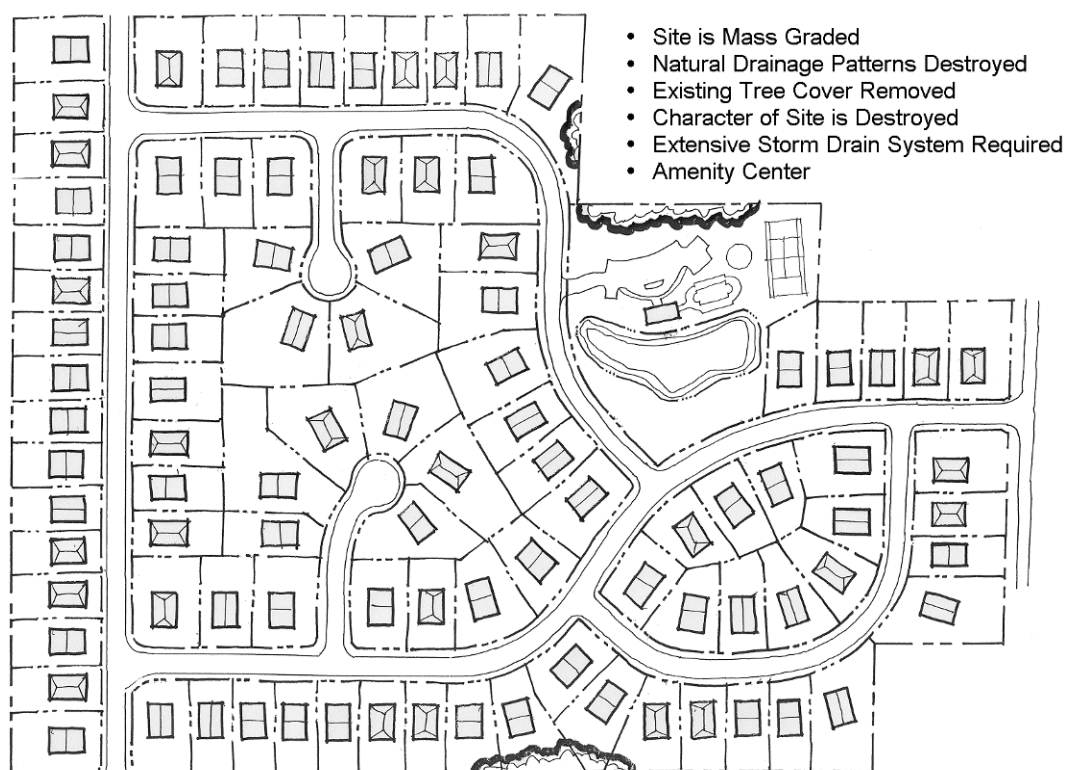 • Site is Mass Graded
• Natural Drainage Patterns Destroyed
• Existing Tree Cover Removed
• Character of Site is Destroyed
• Extensive Storm Drain System Required
• Amenity Center